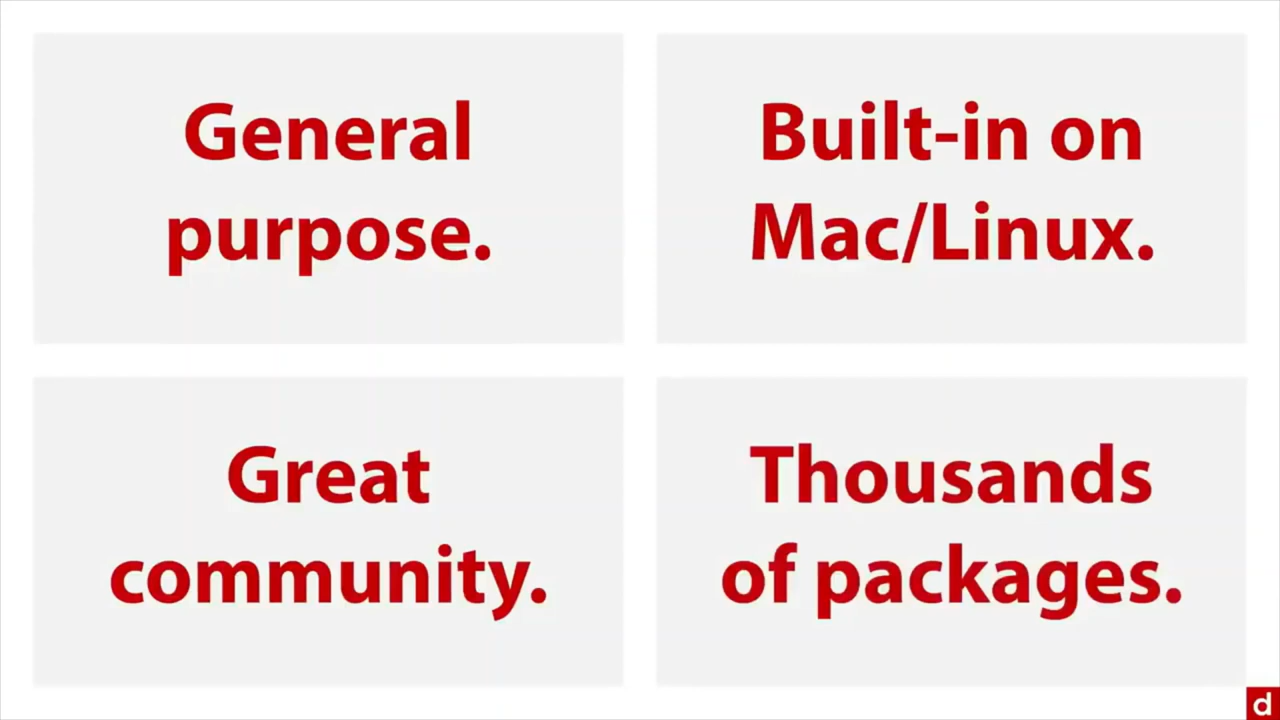 General
purpose.
Built-in on
Mac/Linux.
Great
community.
Thousands
of packages.
d